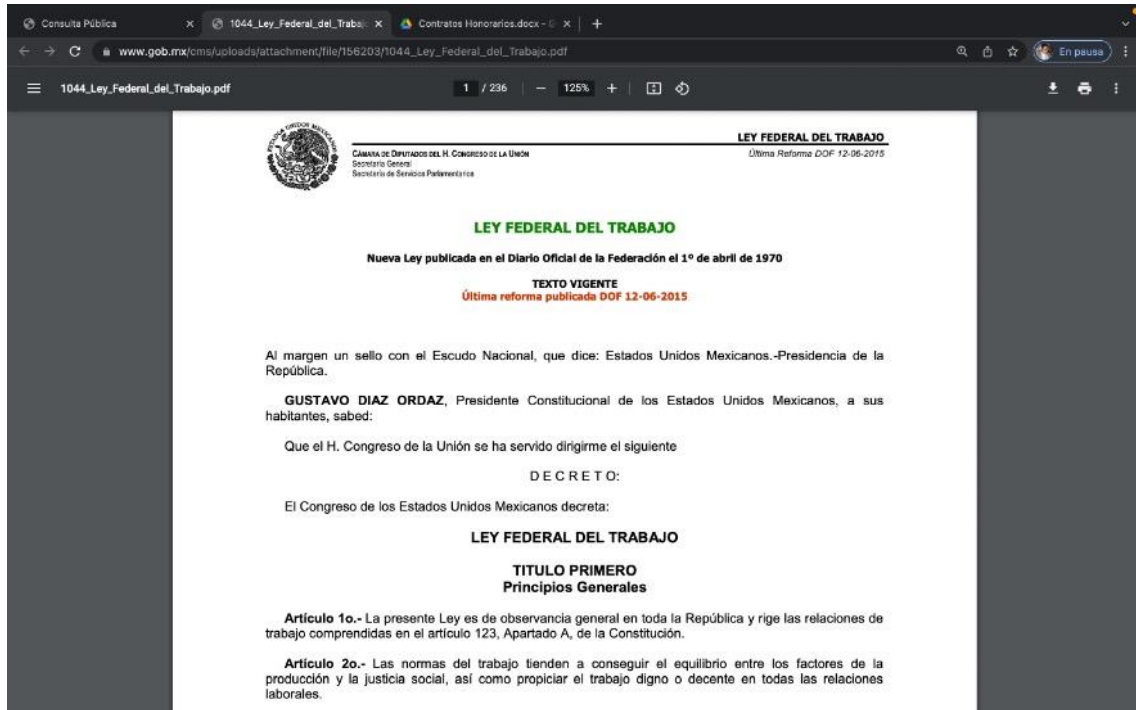 Consulta Pública
1044_Ley_Federal_del_Trabajo
Contratos Honorarios.docx - G
www.gob.mx/cms/uploads/attachment/file/156203/1044_Ley_Federal_del_Trabajo.pdf
En pausa
1044_Ley_Federal_del_Trabajo.pdf
1 / 236
125%
ESTADOS UNIDOS MEXICANOS
LEY FEDERAL DEL TRABAJO
CÁMARA DE DIPUTADOS DEL H. CONGRESO DE LA UNIÓN
Última Reforma DOF 12-06-2015
Secretaría General
Secretaría de Servicios Parlamentarios
LEY FEDERAL DEL TRABAJO
Nueva Ley publicada en el Diario Oficial de la Federación el 1º de abril de 1970
TEXTO VIGENTE
Última reforma publicada DOF 12-06-2015
Al margen un sello con el Escudo Nacional, que dice: Estados Unidos Mexicanos.-Presidencia de la
República.
GUSTAVO DIAZ ORDAZ, Presidente Constitucional de los Estados Unidos Mexicanos, a sus
habitantes, sabed:
Que el H. Congreso de la Unión se ha servido dirigirme el siguiente
D E C R E T O:
El Congreso de los Estados Unidos Mexicanos decreta:
LEY FEDERAL DEL TRABAJO
TITULO PRIMERO
Principios Generales
Artículo 1o.- La presente Ley es de observancia general en toda la República y rige las relaciones de
trabajo comprendidas en el artículo 123, Apartado A, de la Constitución.
Artículo 2o.- Las normas del trabajo tienden a conseguir el equilibrio entre los factores de la
producción y la justicia social, así como propiciar el trabajo digno o decente en todas las relaciones
laborales.